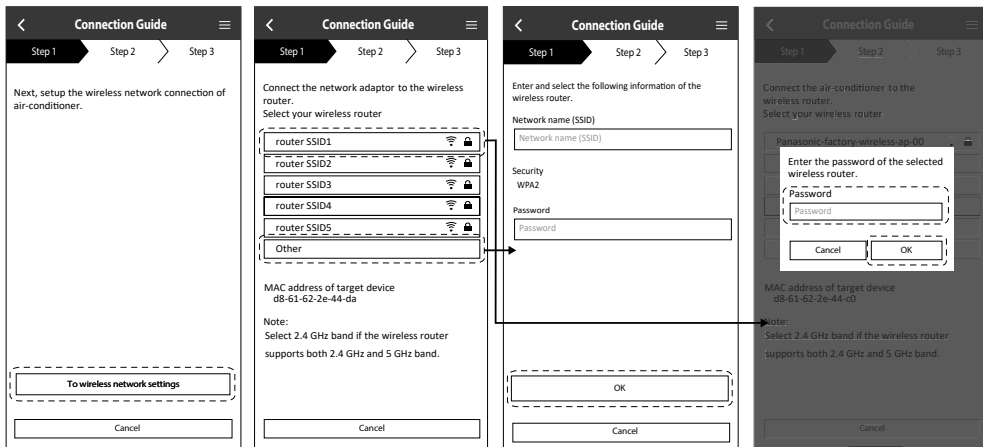 Connection Guide
Step 1
Step 2
Step 3
Next, setup the wireless network connection of
air-conditioner.
To wireless network settings
Cancel
Connection Guide
Step 1
Step 2
Step 3
Connect the network adaptor to the wireless
router.
Select your wireless router
router SSID1
router SSID2
router SSID3
router SSID4
router SSID5
Other
MAC address of target device
d8-61-62-2e-44-da
Note:
Select 2.4 GHz band if the wireless router
supports both 2.4 GHz and 5 GHz band.
Cancel
Connection Guide
Step 1
Step 2
Step 3
Enter and select the following information of the
wireless router.
Network name (SSID)
Network name (SSID)
Security
WPA2
Password
Password
OK
Cancel
Connection Guide
Step 1
Step 2
Step 3
Connect the air-conditioner to the
wireless router.
Select your wireless router
Panasonic-factory-wireless-ap-00
Enter the password of the selected
wireless router.
Password
Password
Cancel
OK
MAC address of target device
d8-61-62-2e-44-c0
Note:
Select 2.4 GHz band if the wireless router
supports both 2.4 GHz and 5 GHz band.
Cancel